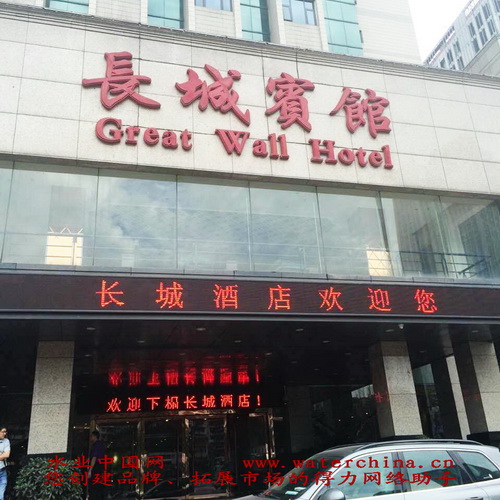 長城賓館
Great Wall Hotel
长城酒店欢迎您
欢迎下榻长城酒店！
水业中国网 www.waterchina.cn
您创建品牌、拓展市场的得力网络助手